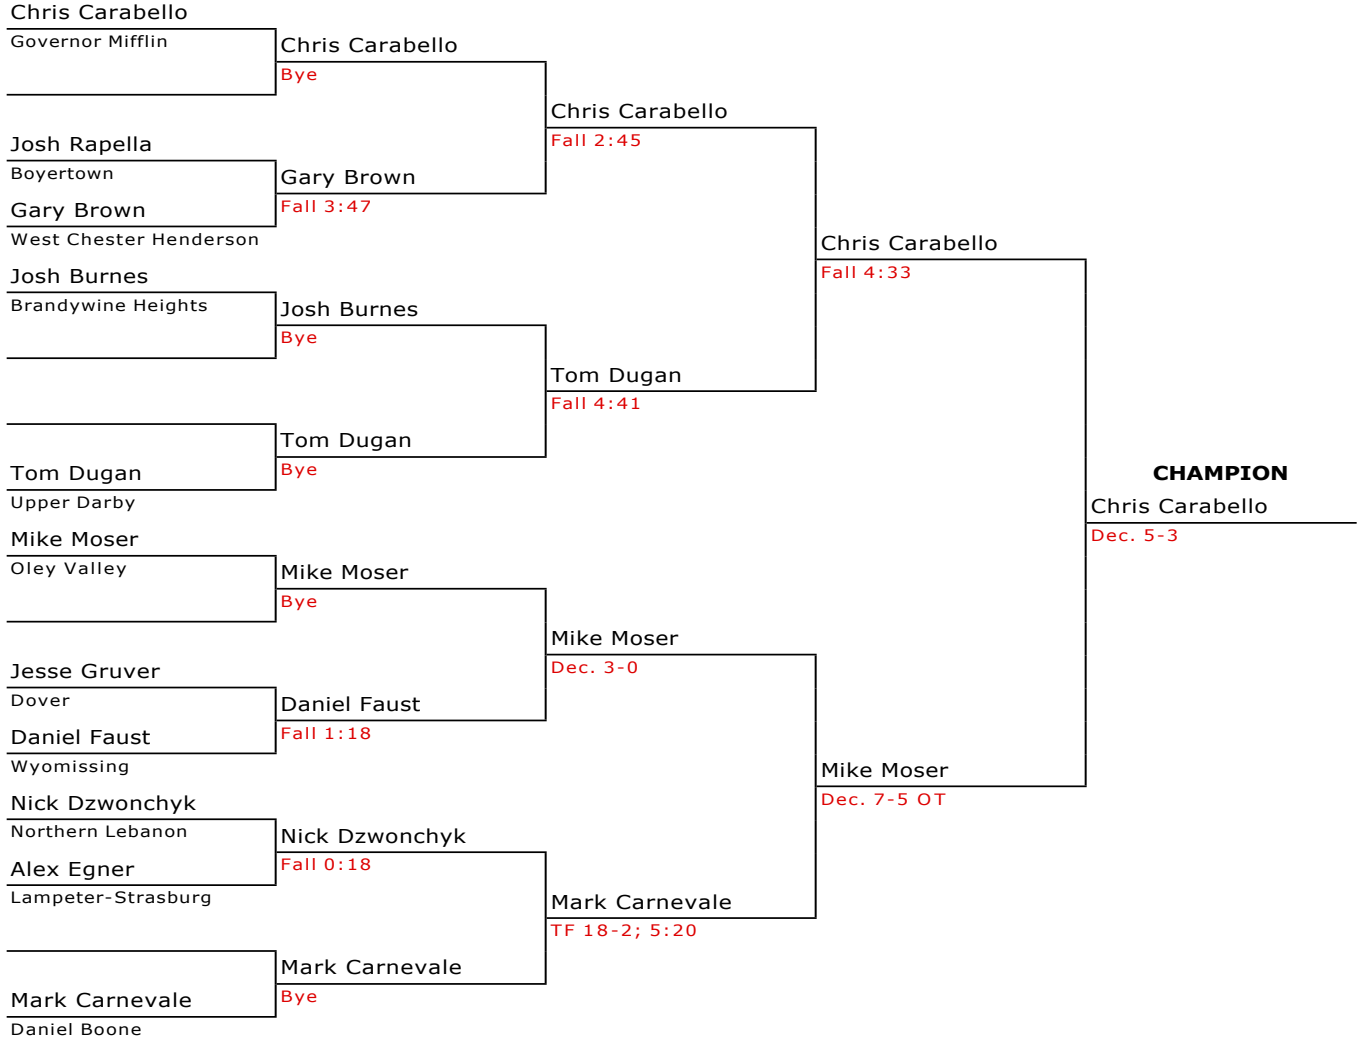 Chris Carabello
Governor Mifflin
Chris Carabello
Bye
Chris Carabello
Fall 2:45
Josh Rapella
Boyertown
Gary Brown
Fall 3:47
Gary Brown
West Chester Henderson
Chris Carabello
Fall 4:33
Josh Burnes
Brandywine Heights
Josh Burnes
Bye
Tom Dugan
Fall 4:41
Tom Dugan
Bye
Tom Dugan
Upper Darby
CHAMPION
Chris Carabello
Dec. 5-3
Mike Moser
Oley Valley
Mike Moser
Bye
Mike Moser
Dec. 3-0
Jesse Gruver
Dover
Daniel Faust
Fall 1:18
Daniel Faust
Wyomissing
Mike Moser
Dec. 7-5 OT
Nick Dzwonchyk
Northern Lebanon
Nick Dzwonchyk
Fall 0:18
Alex Egner
Lampeter-Strasburg
Mark Carnevale
TF 18-2; 5:20
Mark Carnevale
Bye
Mark Carnevale
Daniel Boone